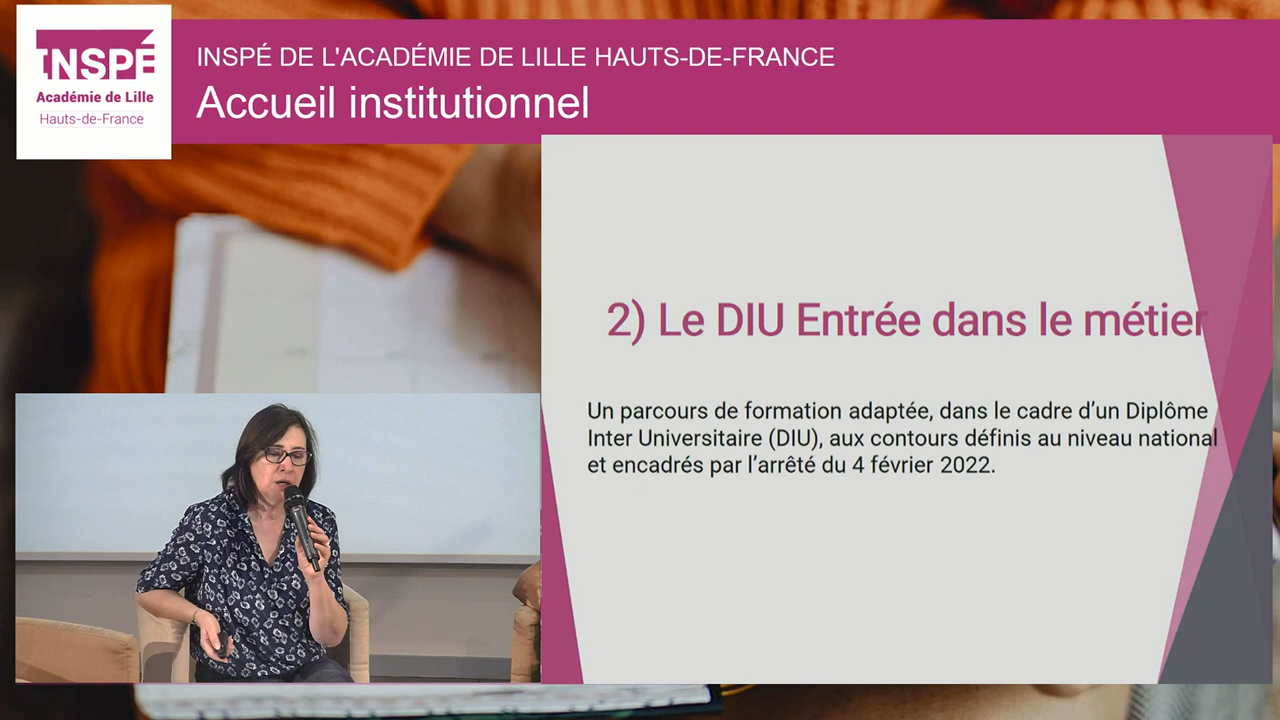 INSPÉ
Académie de Lille
Hauts-de-France
INSPÉ DE L'ACADÉMIE DE LILLE HAUTS-DE-FRANCE
Accueil institutionnel
2) Le DIU Entrée dans le métier
Un parcours de formation adaptée, dans le cadre d’un Diplôme
Inter Universitaire (DIU), aux contours définis au niveau national
et encadrés par l’arrêté du 4 février 2022.